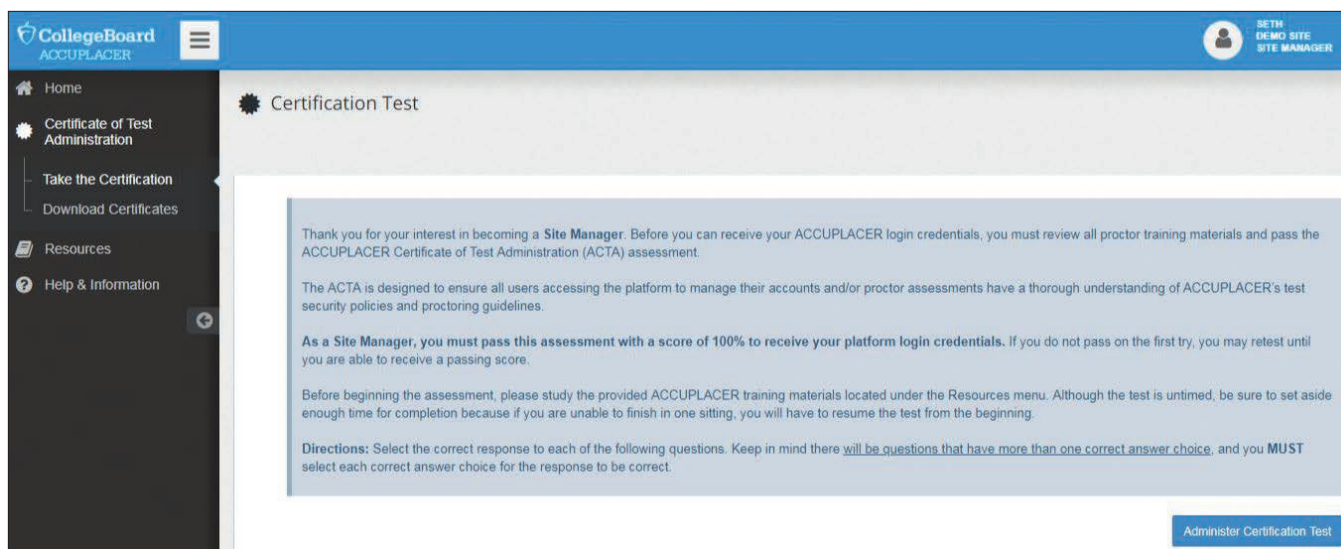 CollegeBoard
ACCUPLACER
SETH
DEMO SITE
SITE MANAGER
Home
Certificate of Test
Administration
Take the Certification
Download Certificates
Resources
Help & Information
Certification Test
Thank you for your interest in becoming a Site Manager. Before you can receive your ACCUPLACER login credentials, you must review all proctor training materials and pass the
ACCUPLACER Certificate of Test Administration (ACTA) assessment.
The ACTA is designed to ensure all users accessing the platform to manage their accounts and/or proctor assessments have a thorough understanding of ACCUPLACER's test
security policies and proctoring guidelines.
As a Site Manager, you must pass this assessment with a score of 100% to receive your platform login credentials. If you do not pass on the first try, you may retest until
you are able to receive a passing score.
Before beginning the assessment, please study the provided ACCUPLACER training materials located under the Resources menu. Although the test is untimed, be sure to set aside
enough time for completion because if you are unable to finish in one sitting, you will have to resume the test from the beginning.
Directions: Select the correct response to each of the following questions. Keep in mind there will be questions that have more than one correct answer choice, and you MUST
select each correct answer choice for the response to be correct.
Administer Certification Test